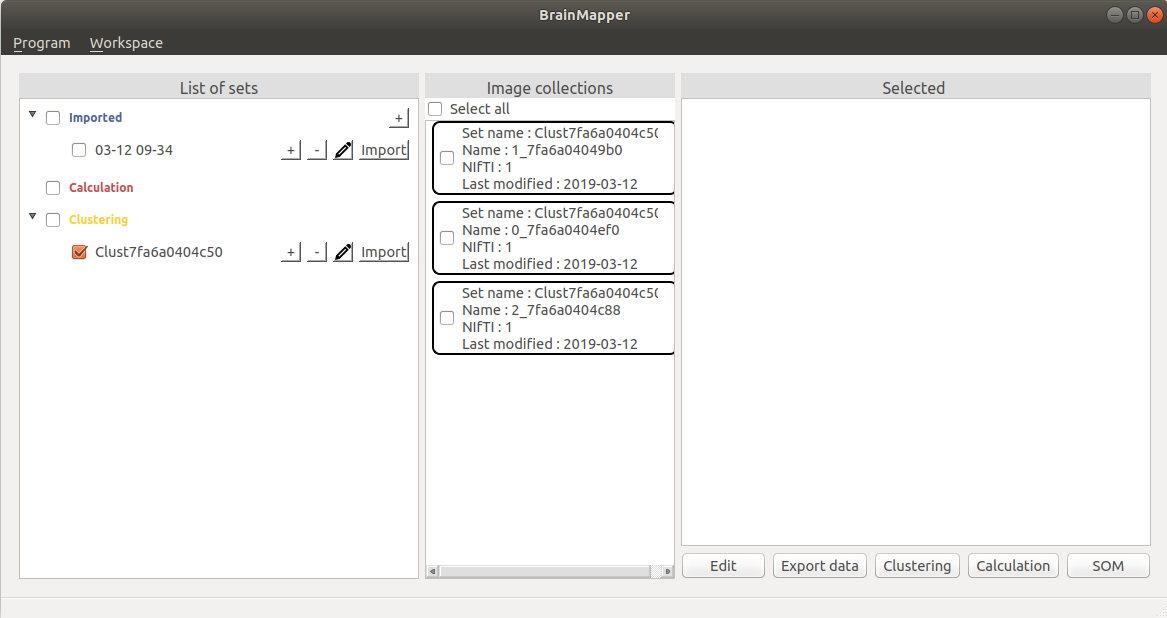 BrainMapper
Program Workspace
List of sets
Imported +
03-12 09-34 + - Import
Calculation
Clustering
Clust7fa6a0404c50 + - Import
Image collections
Select all
Set name : Clust7fa6a0404c50
Name : 1_7fa6a04049b0
NIfTI : 1
Last modified : 2019-03-12
Set name : Clust7fa6a0404c50
Name : 0_7fa6a0404ef0
NIfTI : 1
Last modified : 2019-03-12
Set name : Clust7fa6a0404c50
Name : 2_7fa6a0404c88
NIfTI : 1
Last modified : 2019-03-12
Selected
Edit Export data Clustering Calculation SOM